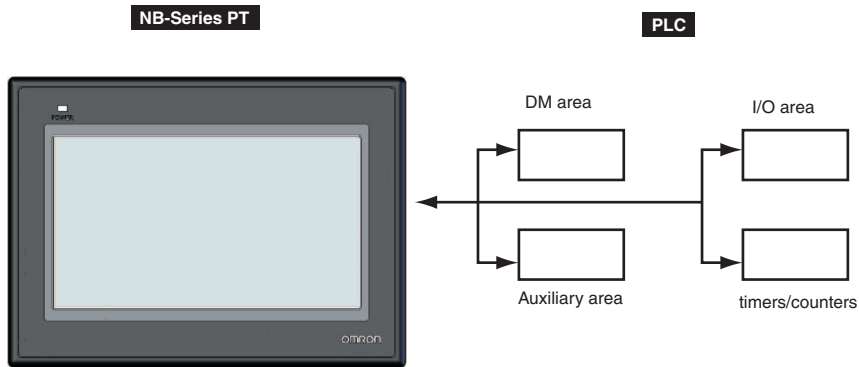 NB-Series PT
PLC
POWER
DM area
I/O area
Auxiliary area
timers/counters
OMRON